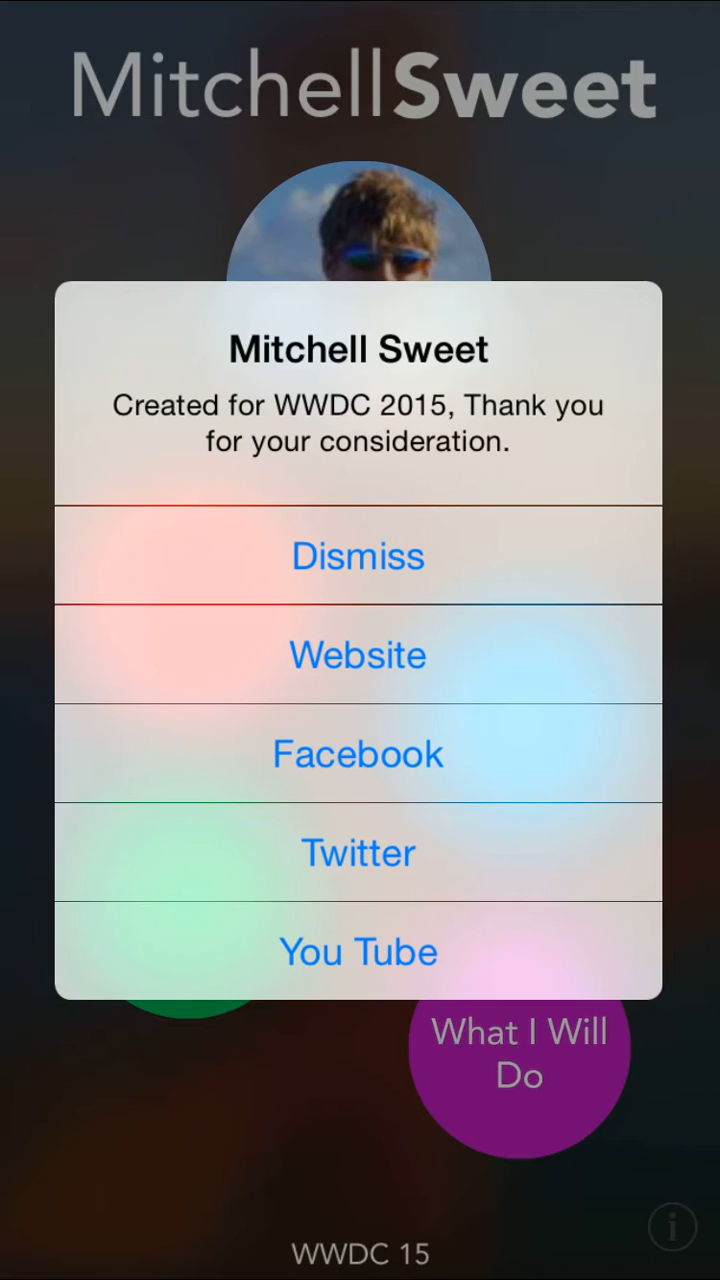 MitchellSweet
Mitchell Sweet
Created for WWDC 2015, Thank you
for your consideration.
Dismiss
Website
Facebook
Twitter
You Tube
What I Will
Do
i
WWDC 15